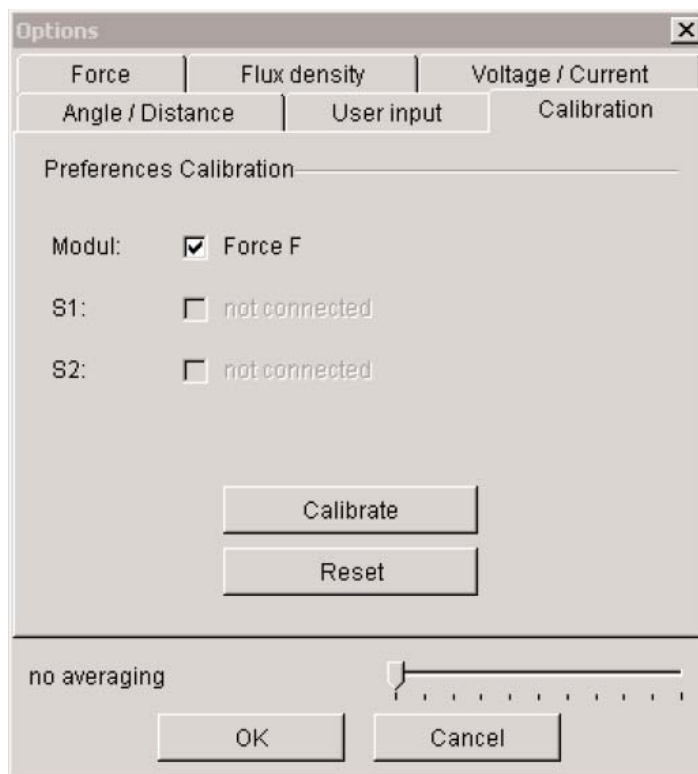 Options
Force
Flux density
Voltage / Current
Angle / Distance
User input
Calibration
Preferences Calibration
Modul:
Force F
S1:
not connected
S2:
not connected
Calibrate
Reset
no averaging
OK
Cancel